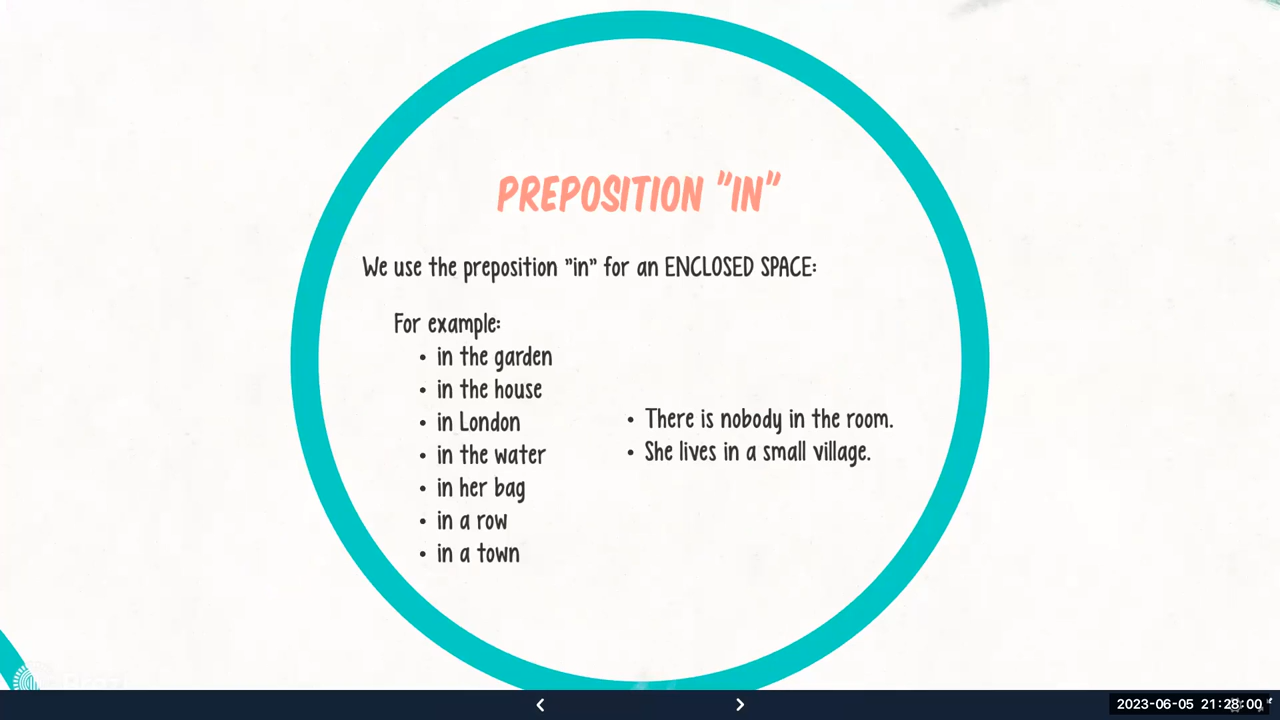 PREPOSITION "IN"
We use the preposition "in" for an ENCLOSED SPACE:
For example:
• in the garden
• in the house
• in London
• in the water
• in her bag
• in a row
• in a town
• There is nobody in the room.
• She lives in a small village.
2023-06-05 21:28:00